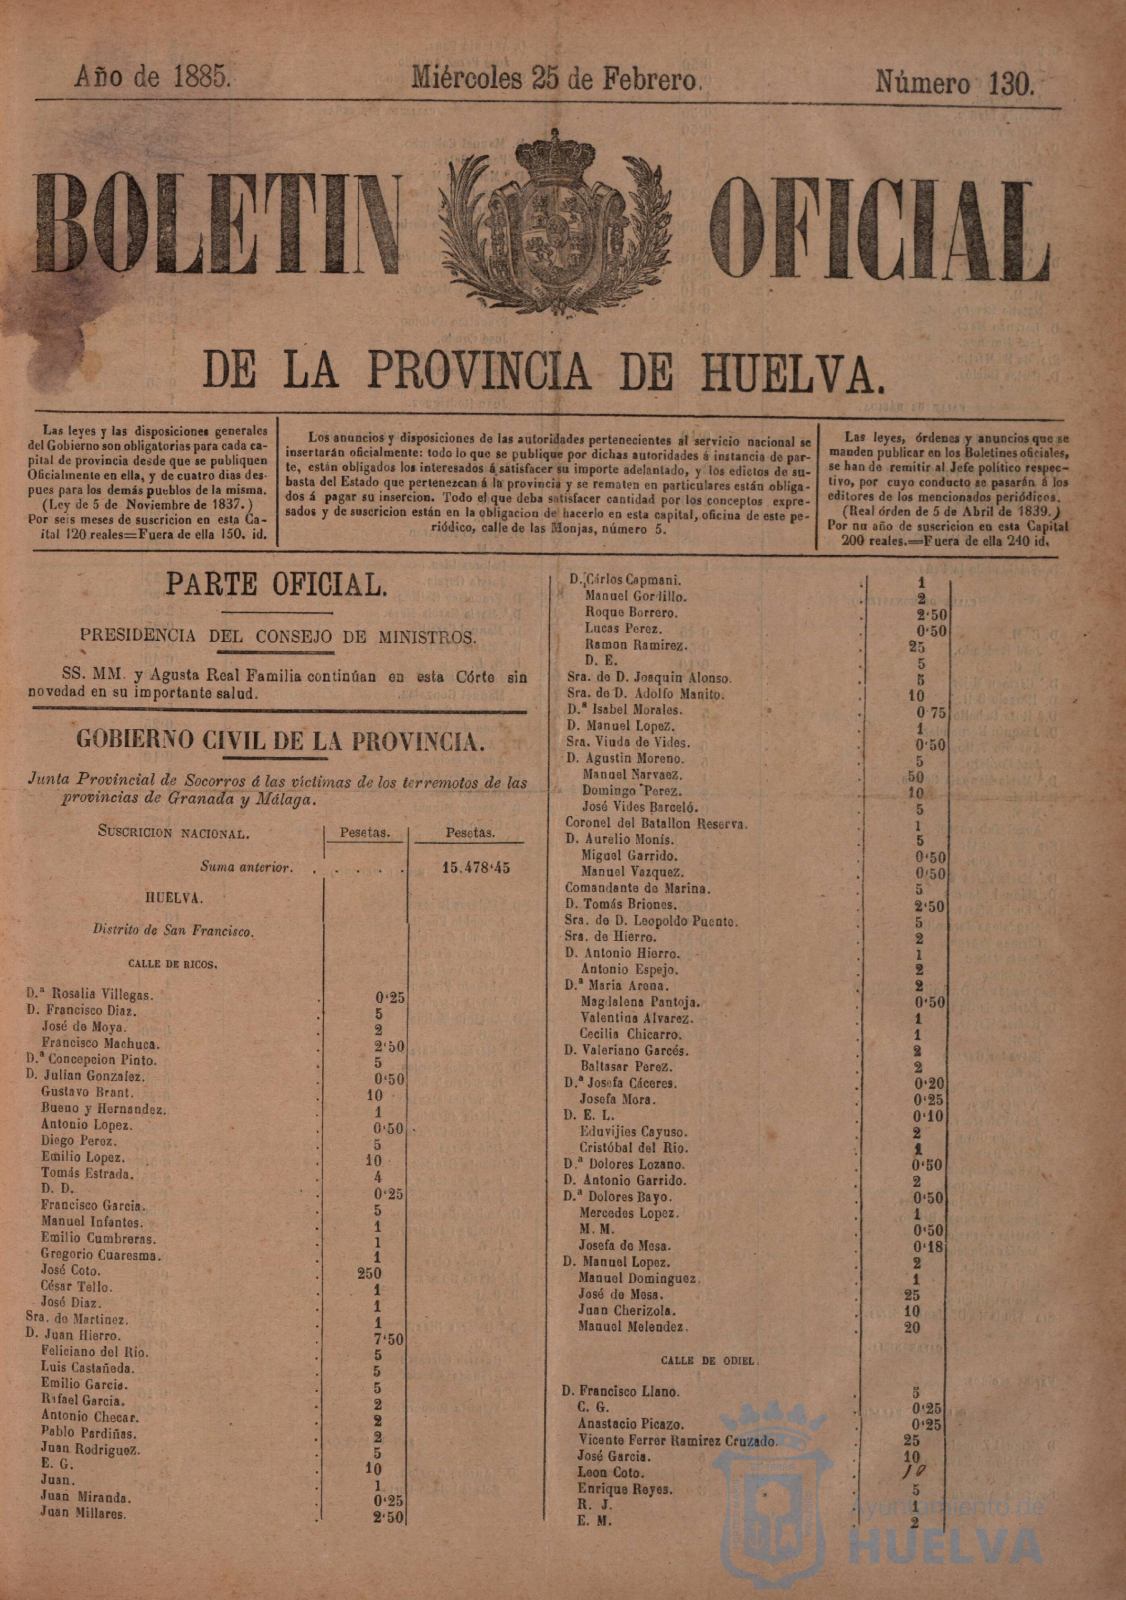 Año de 1885.
Miércoles 25 de Febrero.
Número 130.
BOLETIN OFICIAL
DE LA PROVINCIA DE HUELVA.
Las leyes y las disposiciones generales
del Gobierno son obligatorias para cada ca-
pital de provincia desde que se publiquen
Oficialmente en ella, y de cuatro dias des-
pues para los demás pueblos de la misma.
(Ley de 5 de Noviembre de 1837.)
Por seis meses de suscricion en esta Ca-
ital 120 reales=Fuera de ella 150. id.
Los anuncios y disposiciones de las autoridades pertenecientes al servicio nacional se
insertarán oficialmente: todo lo que se publique por dichas autoridades á instancia de par-
te, están obligados los interesados á satisfacer su importe adelantado, y los edictos de su-
basta del Estado que pertenezcan á la provincia y se rematen en particulares están obliga-
dos á pagar su insercion. Todo el que deba satisfacer cantidad por los conceptos expre-
sados y de suscricion están en la obligacion de hacerlo en esta capital, oficina de este pe-
riódico, calle de las Monjas, número 5.
Las leyes, órdenes y anuncios que se
manden publicar en los Boletines oficiales,
se han de remitir al Jefe político respec-
tivo, por cuyo conducto se pasarán á los
editores de los mencionados periódicos.
(Real órden de 5 de Abril de 1839.)
Por nu año de suscricion en esta Capital
200 reales.=Fuera de ella 240 id.
PARTE OFICIAL.
PRESIDENCIA DEL CONSEJO DE MINISTROS.
SS. MM. y Agusta Real Familia continúan en esta Córte sin
novedad en su importante salud.
GOBIERNO CIVIL DE LA PROVINCIA.
Junta Provincial de Socorros á las víctimas de los terremotos de las
provincias de Granada y Málaga.
SUSCRICION NACIONAL. Pesetas. Pesetas.
Suma anterior. . . . . . 15.478'45
HUELVA.
Distrito de San Francisco.
CALLE DE RICOS.
D.ª Rosalia Villegas. . 0'25
D. Francisco Diaz. . 5
José de Moya. . 2
Francisco Machuca. . 2'50
D.ª Concepcion Pinto. . 5
D. Julian Gonzalez. . 0'50
Gustavo Brant. . 10
Bueno y Hernandez. . 1
Antonio Lopez. . 0'50
Diego Perez. . 5
Emilio Lopez. . 10
Tomás Estrada. . 4
D. D. . 0'25
Francisco Garcia. . 5
Manuel Infantes. . 1
Emilio Cumbreras. . 1
Gregorio Cuaresma. . 1
José Coto. . 250
César Tello. . 1
José Diaz. . 1
Sra. de Martinez. . 1
D. Juan Hierro. . 7'50
Feliciano del Rio. . 5
Luis Castañeda. . 5
Emilio Garcia. . 5
Rafael Garcia. . 2
Antonio Checar. . 2
Pablo Pardiñas. . 2
Juan Rodriguez. . 5
E. G. . 10
Juan. . 1
Juan Miranda. . 0'25
Juan Millares. . 2'50
D. Cárlos Capmani. . 1
Manuel Gordillo. . 2
Roque Borrero. . 2'50
Lucas Perez. . 0'50
Ramon Ramirez. . 25
D. E. . 5
Sra. de D. Joaquin Alonso. . 5
Sra. de D. Adolfo Manito. . 10
D.ª Isabel Morales. . 0'75
D. Manuel Lopez. . 1
Sra. Viuda de Vides. . 0'50
D. Agustin Moreno. . 5
Manuel Narvaez. . 50
Domingo Perez. . 10
José Vides Barceló. . 5
Coronel del Batallon Reserva. . 1
D. Aurelio Monis. . 5
Miguel Garrido. . 0'50
Manuel Vazquez. . 0'50
Comandante de Marina. . 5
D. Tomás Briones. . 2'50
Sra. de D. Leopoldo Puente. . 5
Sra. de Hierro. . 2
D. Antonio Hierro. . 1
Antonio Espejo. . 2
D.ª Maria Arena. . 2
Magdalena Pantoja. . 0'50
Valentina Alvarez. . 1
Cecilia Chicarro. . 1
D. Valeriano Garcés. . 2
Baltasar Perez. . 2
D.ª Josefa Cáceres. . 0'20
Josefa Mora. . 0'25
D. E. L. . 0'10
Eduvijies Cayuso. . 2
Cristóbal del Rio. . 1
D.ª Dolores Lozano. . 0'50
D. Antonio Garrido. . 2
D.ª Dolores Bayo. . 0'50
Mercedes Lopez. . 1
M. M. . 0'50
Josefa de Mesa. . 0'18
D. Manuel Lopez. . 2
Manuel Dominguez. . 1
José de Mesa. . 25
Juan Cherizola. . 10
Manuel Melendez. . 20
CALLE DE ODIEL.
D. Francisco Llano. . 5
C. G. . 0'25
Anastacio Picazo. . 0'25
Vicente Ferrer Ramirez Cruzado. . 25
José Garcia. . 10
Leon Coto. . 10
Enrique Reyes. . 5
R. J. . 1
E. M. . 2
Ayuntamiento de
HUELVA